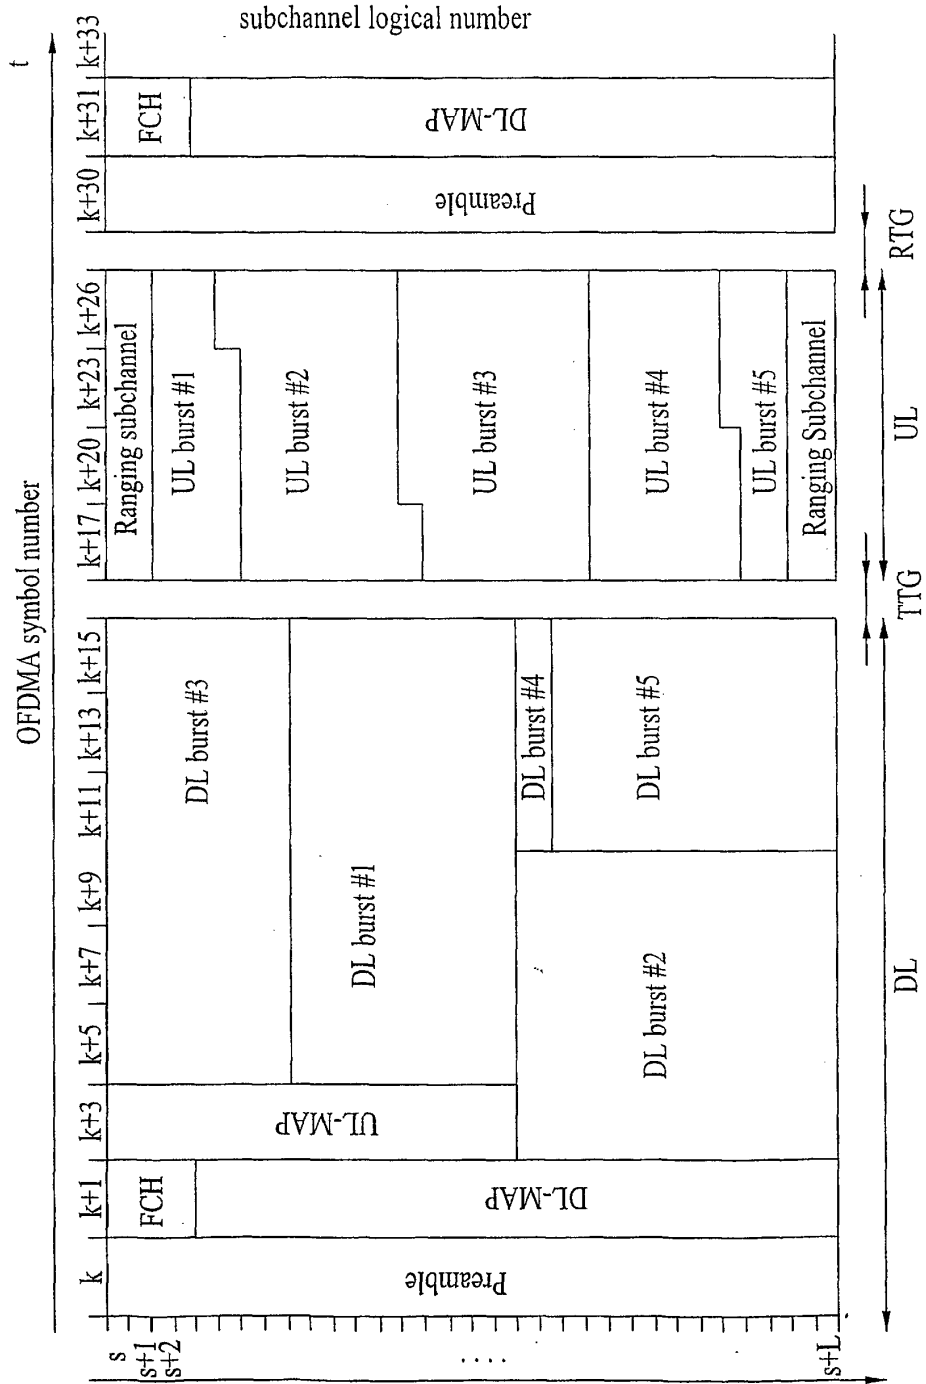 subchannel logical number
OFDMA symbol number
t
k
k+1
k+3
k+5
k+7
k+9
k+11
k+13
k+15
k+17
k+20
k+23
k+26
k+30
k+31
k+33
s
s+1
s+2
....
s+L
Preamble
FCH
DL-MAP
UL-MAP
DL burst #3
DL burst #1
DL burst #2
DL burst #4
DL burst #5
Ranging subchannel
UL burst #1
UL burst #2
UL burst #3
UL burst #4
UL burst #5
Ranging Subchannel
Preamble
FCH
DL-MAP
DL
TTG
UL
RTG